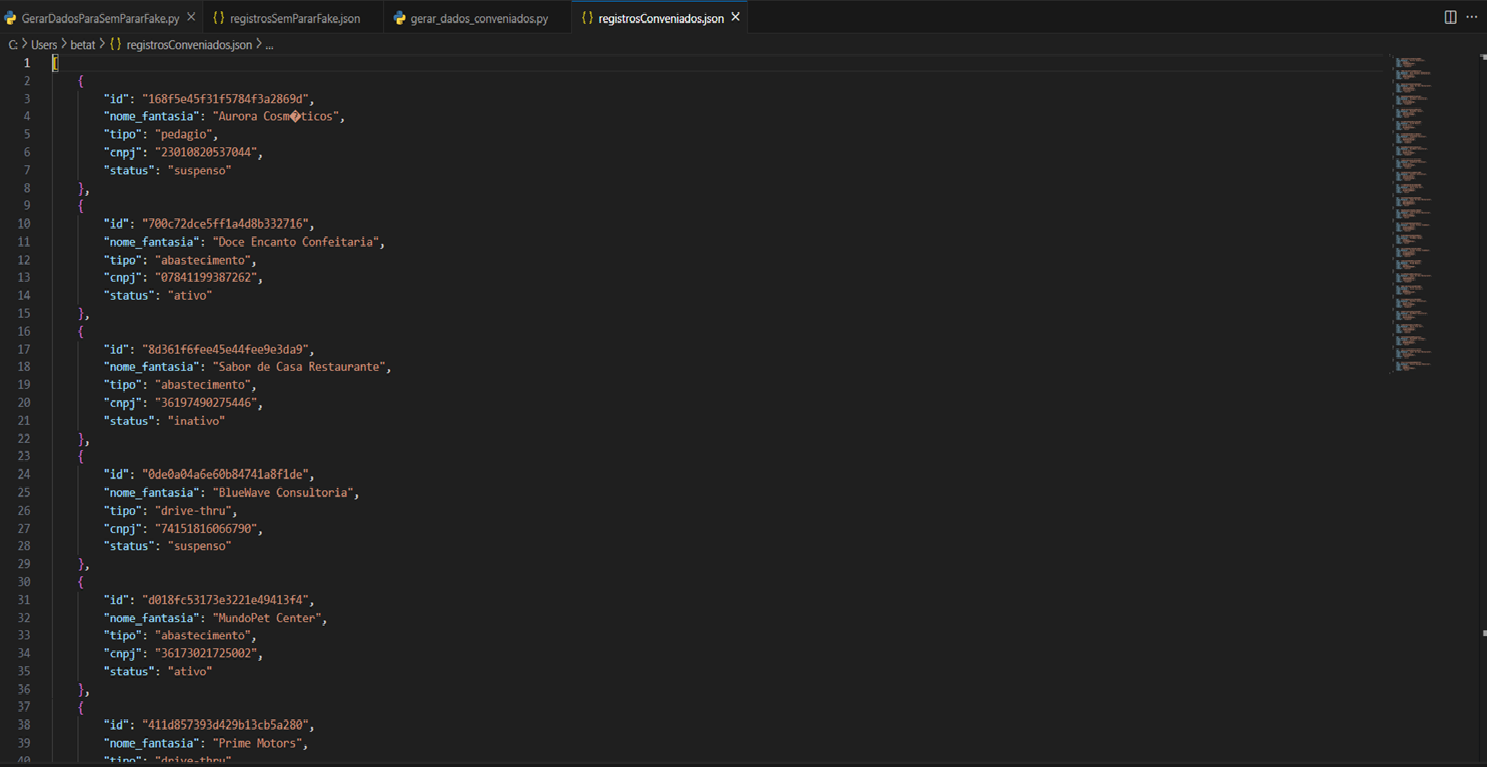 GerarDadosParaSemPararFake.py × {} registrosSemPararFake.json gerar_dados_conveniados.py {} registrosConveniados.json × ...
C: > Users > betat > {} registrosConveniados.json > ...
1 [
2 {
3 "id": "168f5e45f31f5784f3a2869d",
4 "nome_fantasia": "Aurora Cosm�ticos",
5 "tipo": "pedagio",
6 "cnpj": "23010820537044",
7 "status": "suspenso"
8 },
9 {
10 "id": "700c72dce5ff1a4d8b332716",
11 "nome_fantasia": "Doce Encanto Confeitaria",
12 "tipo": "abastecimento",
13 "cnpj": "07841199387262",
14 "status": "ativo"
15 },
16 {
17 "id": "8d361f6fee45e44fee9e3da9",
18 "nome_fantasia": "Sabor de Casa Restaurante",
19 "tipo": "abastecimento",
20 "cnpj": "36197490275446",
21 "status": "inativo"
22 },
23 {
24 "id": "0de0a04a6e60b84741a8f1de",
25 "nome_fantasia": "BlueWave Consultoria",
26 "tipo": "drive-thru",
27 "cnpj": "74151816066790",
28 "status": "suspenso"
29 },
30 {
31 "id": "d018fc53173e3221e49413f4",
32 "nome_fantasia": "MundoPet Center",
33 "tipo": "abastecimento",
34 "cnpj": "36173021725002",
35 "status": "ativo"
36 },
37 {
38 "id": "411d857393d429b13cb5a280",
39 "nome_fantasia": "Prime Motors",
40 "tipo": "drive-thru"